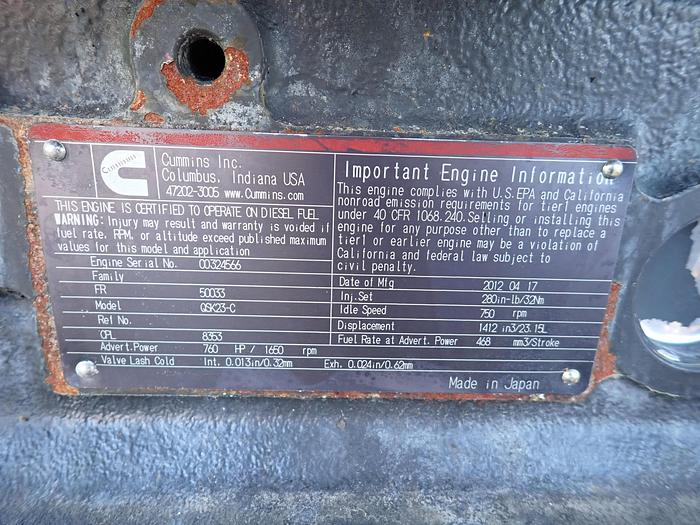 Cummins
Cummins Inc.
Columbus, Indiana USA
47202-3005 www.Cummins.com
THIS ENGINE IS CERTIFIED TO OPERATE ON DIESEL FUEL
WARNING: Injury may result and warranty is voided if
fuel rate, RPM, or altitude exceed published maximum
values for this model and application
Engine Serial No. 00324566
Family
FR 50033
Model QSK23-C
Ref No.
CPL 8353
Advert.Power 760 HP/ 1650 rpm
Valve Lash Cold Int. 0.013in/0.32mm Exh. 0.024in/0.62mm
Important Engine Information
This engine complies with U.S.EPA and California
nonroad emission requirements for tier1 engines
under 40 CFR 1068.240.Selling or installing this
engine for any purpose other than to replace a
tier1 or earlier engine may be a violation of
California and federal law subject to
civil penalty.
Date of Mfg 2012 04 17
Inj.Set 280in-lb/32Nm
Idle Speed 750 rpm
Displacement 1412 in3/23.15L
Fuel Rate at Advert. Power 468 mm3/Stroke
Made in Japan